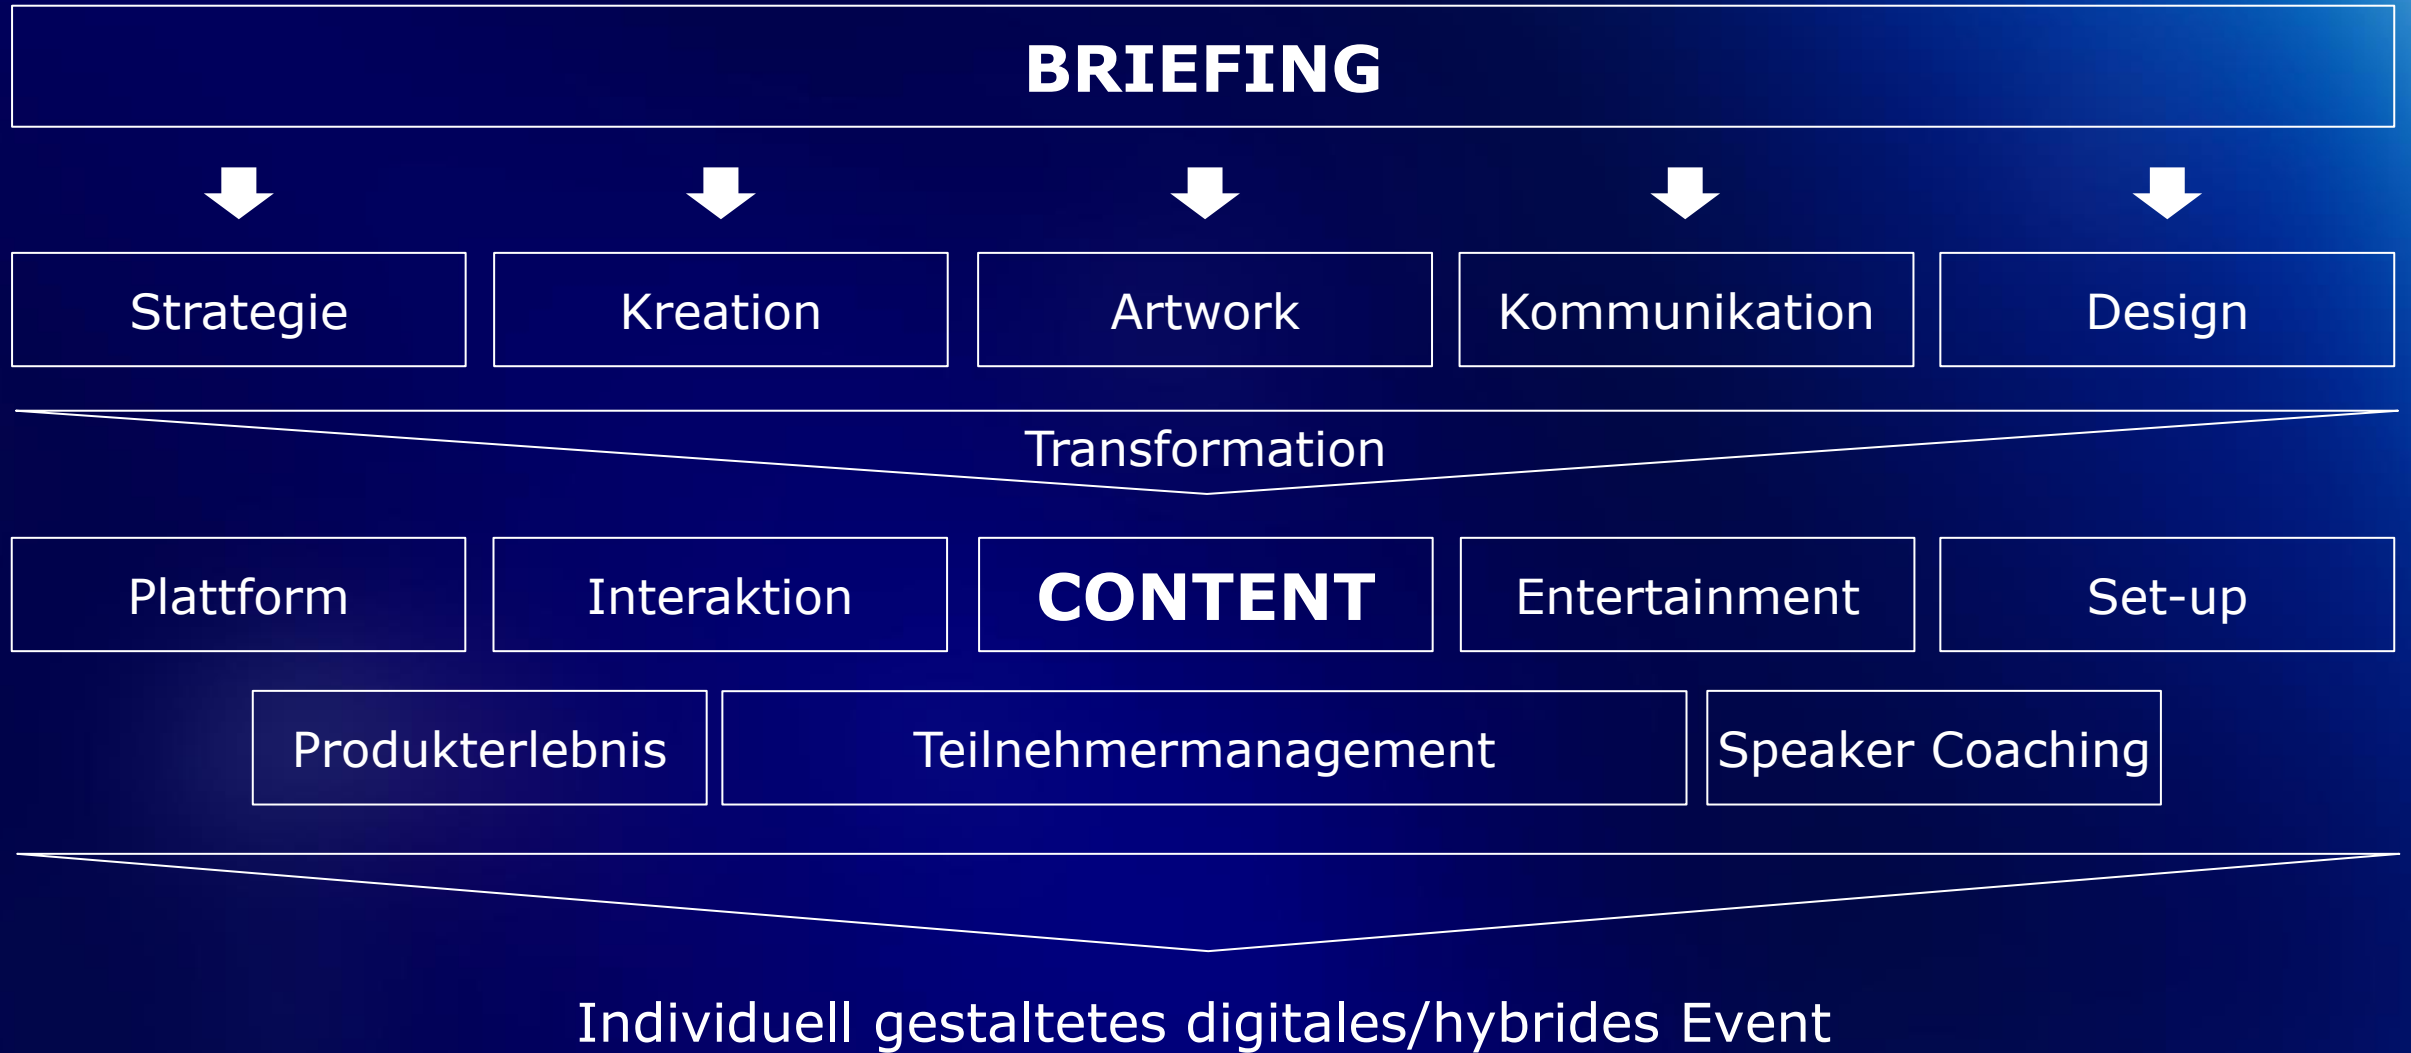 BRIEFING
Strategie
Kreation
Artwork
Kommunikation
Design
Transformation
Plattform
Interaktion
CONTENT
Entertainment
Set-up
Produkterlebnis
Teilnehmermanagement
Speaker Coaching
Individuell gestaltetes digitales/hybrides Event